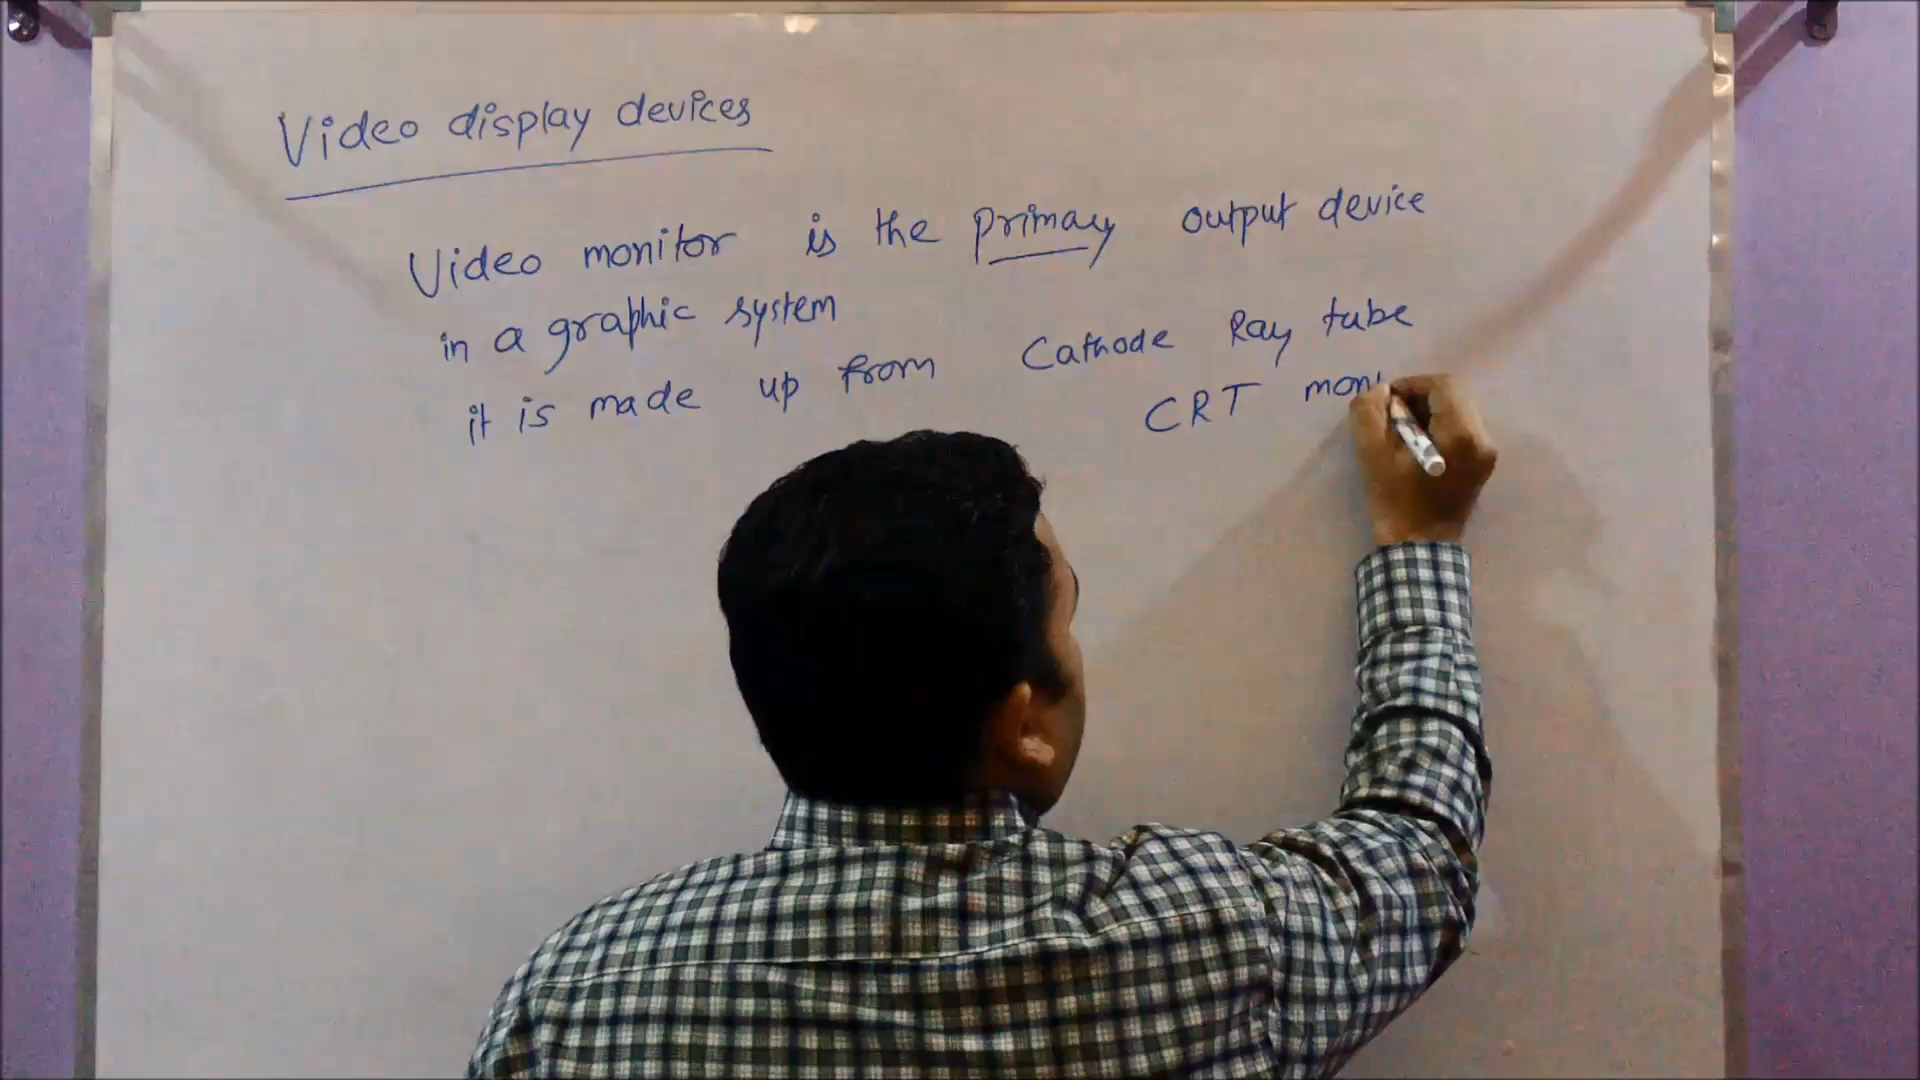 Video display devices
Video monitor is the primary output device
in a graphic system
it is made up from Cathode Ray tube
CRT moni